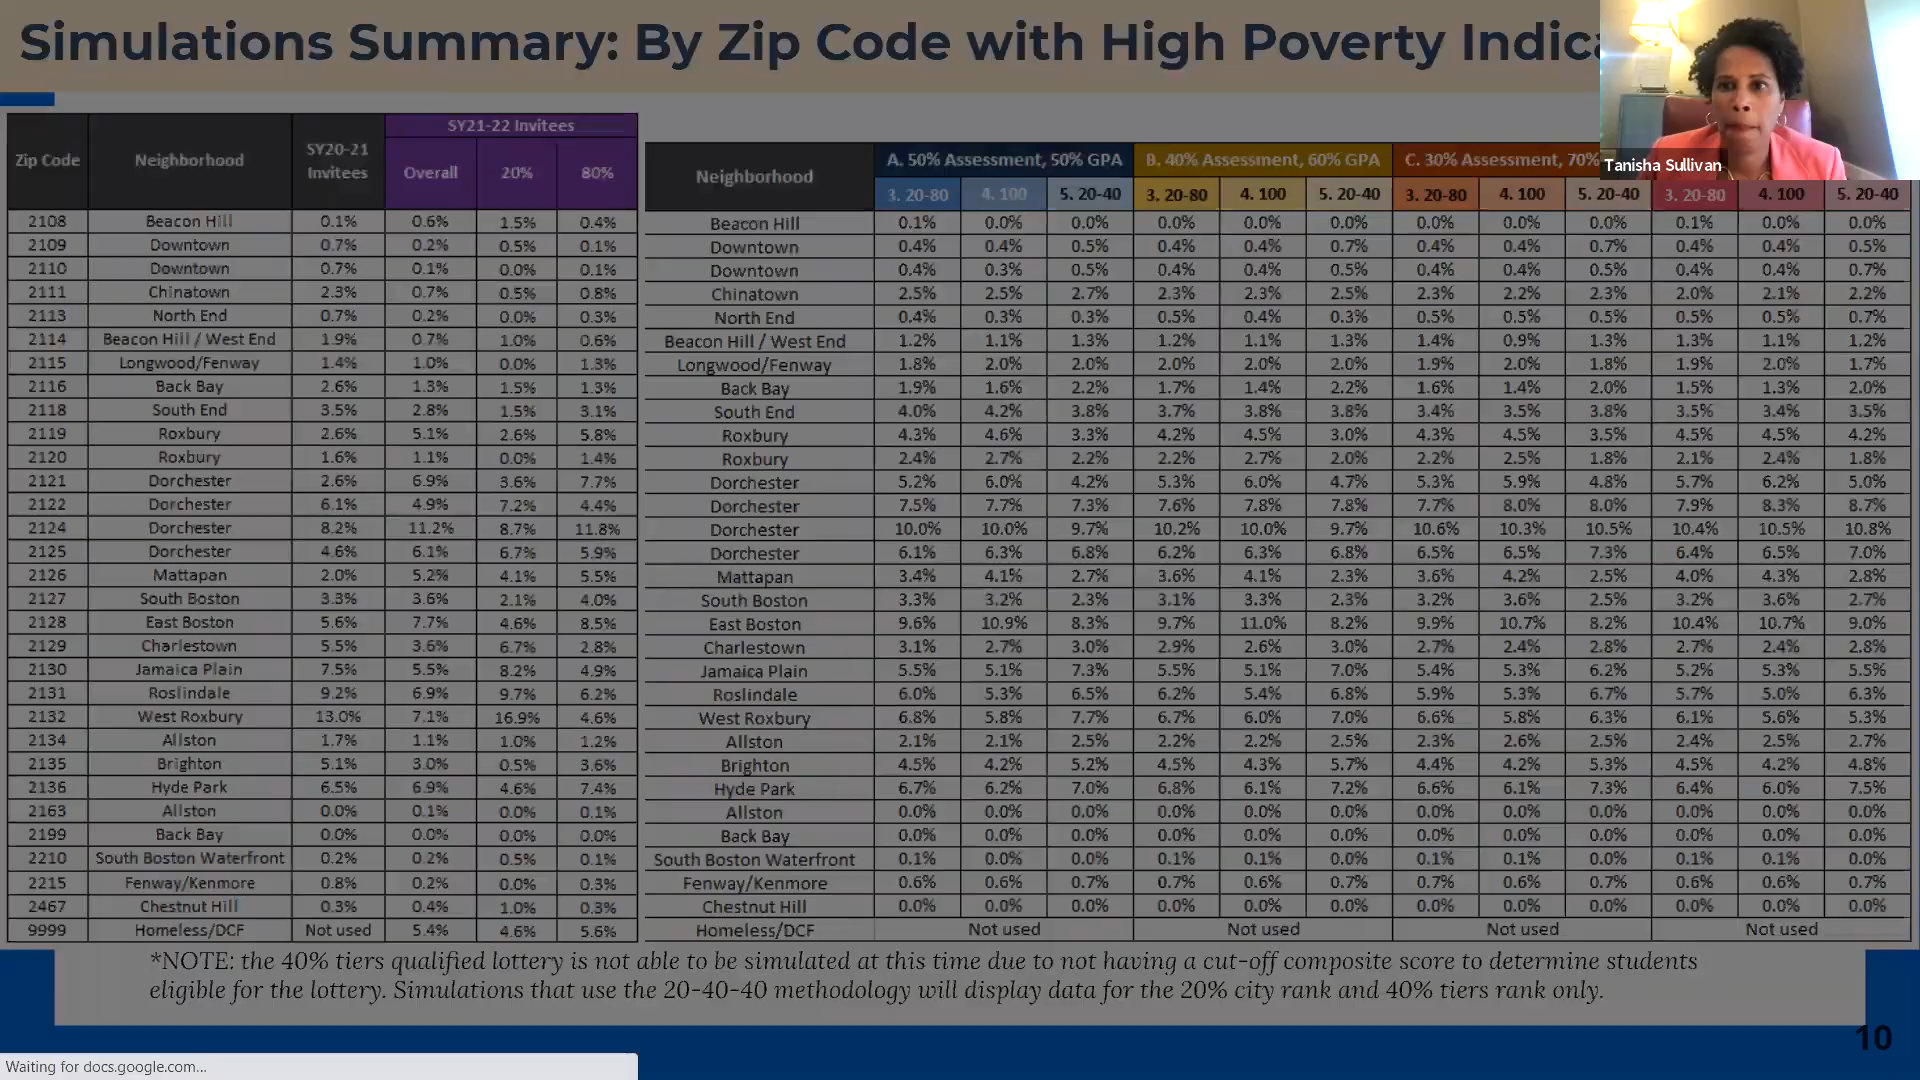 Simulations Summary: By Zip Code with High Poverty Indic
Tanisha Sullivan
Zip Code Neighborhood SY20-21 Invitees SY21-22 Invitees
Overall 20% 80%
2108 Beacon Hill 0.1% 0.6% 1.5% 0.4%
2109 Downtown 0.7% 0.2% 0.5% 0.1%
2110 Downtown 0.7% 0.1% 0.0% 0.1%
2111 Chinatown 2.3% 0.7% 0.5% 0.8%
2113 North End 0.7% 0.2% 0.0% 0.3%
2114 Beacon Hill / West End 1.9% 0.7% 1.0% 0.6%
2115 Longwood/Fenway 1.4% 1.0% 0.0% 1.3%
2116 Back Bay 2.6% 1.3% 1.5% 1.3%
2118 South End 3.5% 2.8% 1.5% 3.1%
2119 Roxbury 2.6% 5.1% 2.6% 5.8%
2120 Roxbury 1.6% 1.1% 0.0% 1.4%
2121 Dorchester 2.6% 6.9% 3.6% 7.7%
2122 Dorchester 6.1% 4.9% 7.2% 4.4%
2124 Dorchester 8.2% 11.2% 8.7% 11.8%
2125 Dorchester 4.6% 6.1% 6.7% 5.9%
2126 Mattapan 2.0% 5.2% 4.1% 5.5%
2127 South Boston 3.3% 3.6% 2.1% 4.0%
2128 East Boston 5.6% 7.7% 4.6% 8.5%
2129 Charlestown 5.5% 3.6% 6.7% 2.8%
2130 Jamaica Plain 7.5% 5.5% 8.2% 4.9%
2131 Roslindale 9.2% 6.9% 9.7% 6.2%
2132 West Roxbury 13.0% 7.1% 16.9% 4.6%
2134 Allston 1.7% 1.1% 1.0% 1.2%
2135 Brighton 5.1% 3.0% 0.5% 3.6%
2136 Hyde Park 6.5% 6.9% 4.6% 7.4%
2163 Allston 0.0% 0.1% 0.0% 0.1%
2199 Back Bay 0.0% 0.0% 0.0% 0.0%
2210 South Boston Waterfront 0.2% 0.2% 0.5% 0.1%
2215 Fenway/Kenmore 0.8% 0.2% 0.0% 0.3%
2467 Chestnut Hill 0.3% 0.4% 1.0% 0.3%
9999 Homeless/DCF Not used 5.4% 4.6% 5.6%
Neighborhood A. 50% Assessment, 50% GPA B. 40% Assessment, 60% GPA C. 30% Assessment, 70%
3. 20-80 4. 100 5. 20-40 3. 20-80 4. 100 5. 20-40 3. 20-80 4. 100 5. 20-40 3. 20-80 4. 100 5. 20-40
Beacon Hill 0.1% 0.0% 0.0% 0.0% 0.0% 0.0% 0.0% 0.0% 0.0% 0.1% 0.0% 0.0%
Downtown 0.4% 0.4% 0.5% 0.4% 0.4% 0.7% 0.4% 0.4% 0.7% 0.4% 0.4% 0.5%
Downtown 0.4% 0.3% 0.5% 0.4% 0.4% 0.5% 0.4% 0.4% 0.5% 0.4% 0.4% 0.7%
Chinatown 2.5% 2.5% 2.7% 2.3% 2.3% 2.5% 2.3% 2.2% 2.3% 2.0% 2.1% 2.2%
North End 0.4% 0.3% 0.3% 0.5% 0.4% 0.3% 0.5% 0.5% 0.5% 0.5% 0.5% 0.7%
Beacon Hill / West End 1.2% 1.1% 1.3% 1.2% 1.1% 1.3% 1.4% 0.9% 1.3% 1.3% 1.1% 1.2%
Longwood/Fenway 1.8% 2.0% 2.0% 2.0% 2.0% 2.0% 1.9% 2.0% 1.8% 1.9% 2.0% 1.7%
Back Bay 1.9% 1.6% 2.2% 1.7% 1.4% 2.2% 1.6% 1.4% 2.0% 1.5% 1.3% 2.0%
South End 4.0% 4.2% 3.8% 3.7% 3.8% 3.8% 3.4% 3.5% 3.8% 3.5% 3.4% 3.5%
Roxbury 4.3% 4.6% 3.3% 4.2% 4.5% 3.0% 4.3% 4.5% 3.5% 4.5% 4.5% 4.2%
Roxbury 2.4% 2.7% 2.2% 2.2% 2.7% 2.0% 2.2% 2.5% 1.8% 2.1% 2.4% 1.8%
Dorchester 5.2% 6.0% 4.2% 5.3% 6.0% 4.7% 5.3% 5.9% 4.8% 5.7% 6.2% 5.0%
Dorchester 7.5% 7.7% 7.3% 7.6% 7.8% 7.8% 7.7% 8.0% 8.0% 7.9% 8.3% 8.7%
Dorchester 10.0% 10.0% 9.7% 10.2% 10.0% 9.7% 10.6% 10.3% 10.5% 10.4% 10.5% 10.8%
Dorchester 6.1% 6.3% 6.8% 6.2% 6.3% 6.8% 6.5% 6.5% 7.3% 6.4% 6.5% 7.0%
Mattapan 3.4% 4.1% 2.7% 3.6% 4.1% 2.3% 3.6% 4.2% 2.5% 4.0% 4.3% 2.8%
South Boston 3.3% 3.2% 2.3% 3.1% 3.3% 2.3% 3.2% 3.6% 2.5% 3.2% 3.6% 2.7%
East Boston 9.6% 10.9% 8.3% 9.7% 11.0% 8.2% 9.9% 10.7% 8.2% 10.4% 10.7% 9.0%
Charlestown 3.1% 2.7% 3.0% 2.9% 2.6% 3.0% 2.7% 2.4% 2.8% 2.7% 2.4% 2.8%
Jamaica Plain 5.5% 5.1% 7.3% 5.5% 5.1% 7.0% 5.4% 5.3% 6.2% 5.2% 5.3% 5.5%
Roslindale 6.0% 5.3% 6.5% 6.2% 5.4% 6.8% 5.9% 5.3% 6.7% 5.7% 5.0% 6.3%
West Roxbury 6.8% 5.8% 7.7% 6.7% 6.0% 7.0% 6.6% 5.8% 6.3% 6.1% 5.6% 5.3%
Allston 2.1% 2.1% 2.5% 2.2% 2.2% 2.5% 2.3% 2.6% 2.5% 2.4% 2.5% 2.7%
Brighton 4.5% 4.2% 5.2% 4.5% 4.3% 5.7% 4.4% 4.2% 5.3% 4.5% 4.2% 4.8%
Hyde Park 6.7% 6.2% 7.0% 6.8% 6.1% 7.2% 6.6% 6.1% 7.3% 6.4% 6.0% 7.5%
Allston 0.0% 0.0% 0.0% 0.0% 0.0% 0.0% 0.0% 0.0% 0.0% 0.0% 0.0% 0.0%
Back Bay 0.0% 0.0% 0.0% 0.0% 0.0% 0.0% 0.0% 0.0% 0.0% 0.0% 0.0% 0.0%
South Boston Waterfront 0.1% 0.0% 0.0% 0.1% 0.1% 0.0% 0.1% 0.1% 0.0% 0.1% 0.1% 0.0%
Fenway/Kenmore 0.6% 0.6% 0.7% 0.7% 0.6% 0.7% 0.7% 0.6% 0.7% 0.6% 0.6% 0.7%
Chestnut Hill 0.0% 0.0% 0.0% 0.0% 0.0% 0.0% 0.0% 0.0% 0.0% 0.0% 0.0% 0.0%
Homeless/DCF Not used Not used Not used Not used
*NOTE: the 40% tiers qualified lottery is not able to be simulated at this time due to not having a cut-off composite score to determine students
eligible for the lottery. Simulations that use the 20-40-40 methodology will display data for the 20% city rank and 40% tiers rank only.
10
Waiting for docs.google.com...